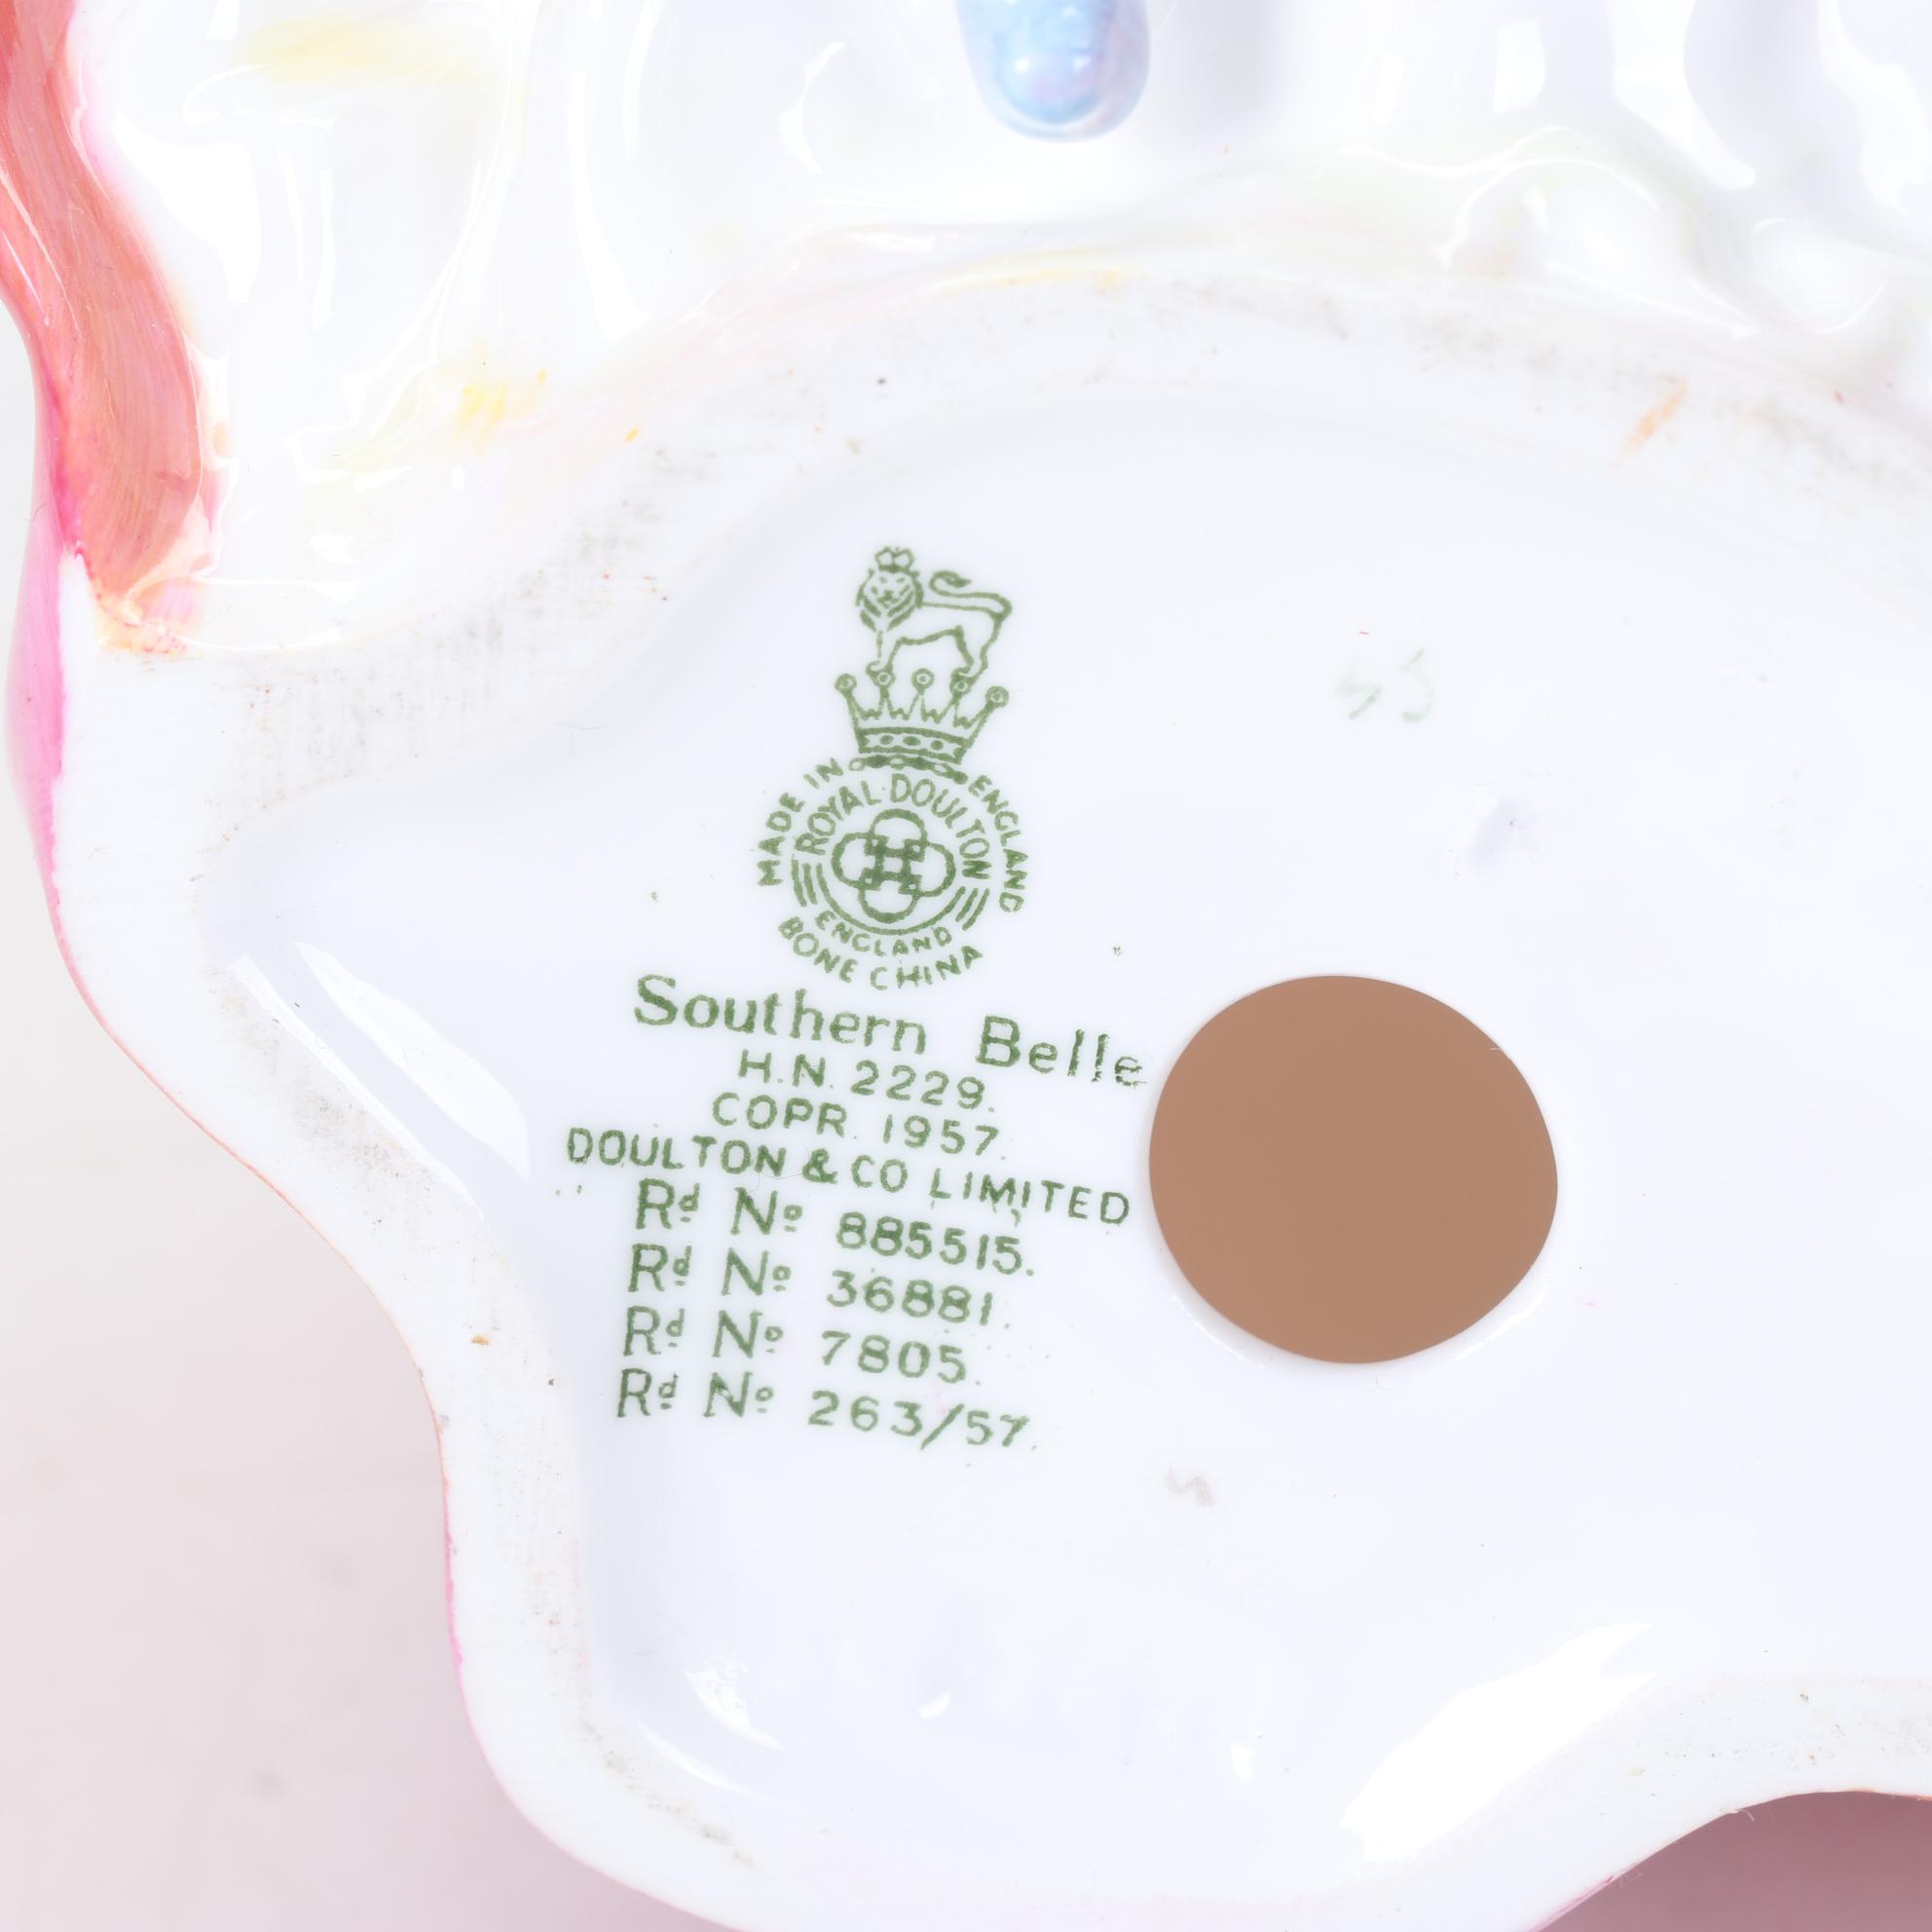 MADE IN ENGLAND
ROYAL·DOULTON
ENGLAND
BONE CHINA
Southern Belle
H.N. 2229.
COPR. 1957.
DOULTON & CO LIMITED
Rd No 885515.
Rd No 36881.
Rd No 7805.
Rd No 263/57.